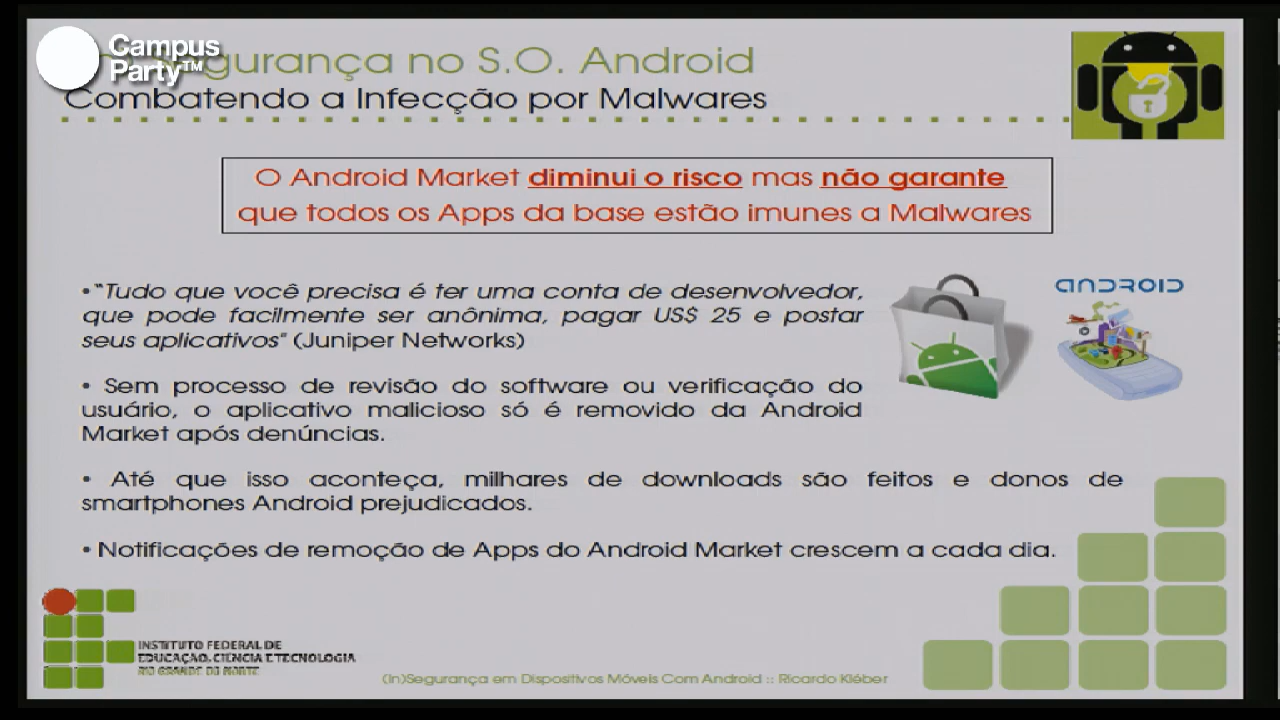 Campus
Party™
gurança no S.O. Android
Combatendo a Infecção por Malwares
O Android Market diminui o risco mas não garante
que todos os Apps da base estão imunes a Malwares
•"Tudo que você precisa é ter uma conta de desenvolvedor,
que pode facilmente ser anônima, pagar US$ 25 e postar
seus aplicativos" (Juniper Networks)
ANDROID
• Sem processo de revisão do software ou verificação do
usuário, o aplicativo malicioso só é removido da Android
Market após denúncias.
• Até que isso aconteça, milhares de downloads são feitos e donos de
smartphones Android prejudicados.
• Notificações de remoção de Apps do Android Market crescem a cada dia.
INSTITUTO FEDERAL DE
EDUCAÇÃO, CIÊNCIA E TECNOLOGIA
RIO GRANDE DO NORTE
(In)Segurança em Dispositivos Móveis Com Android :: Ricardo Kléber